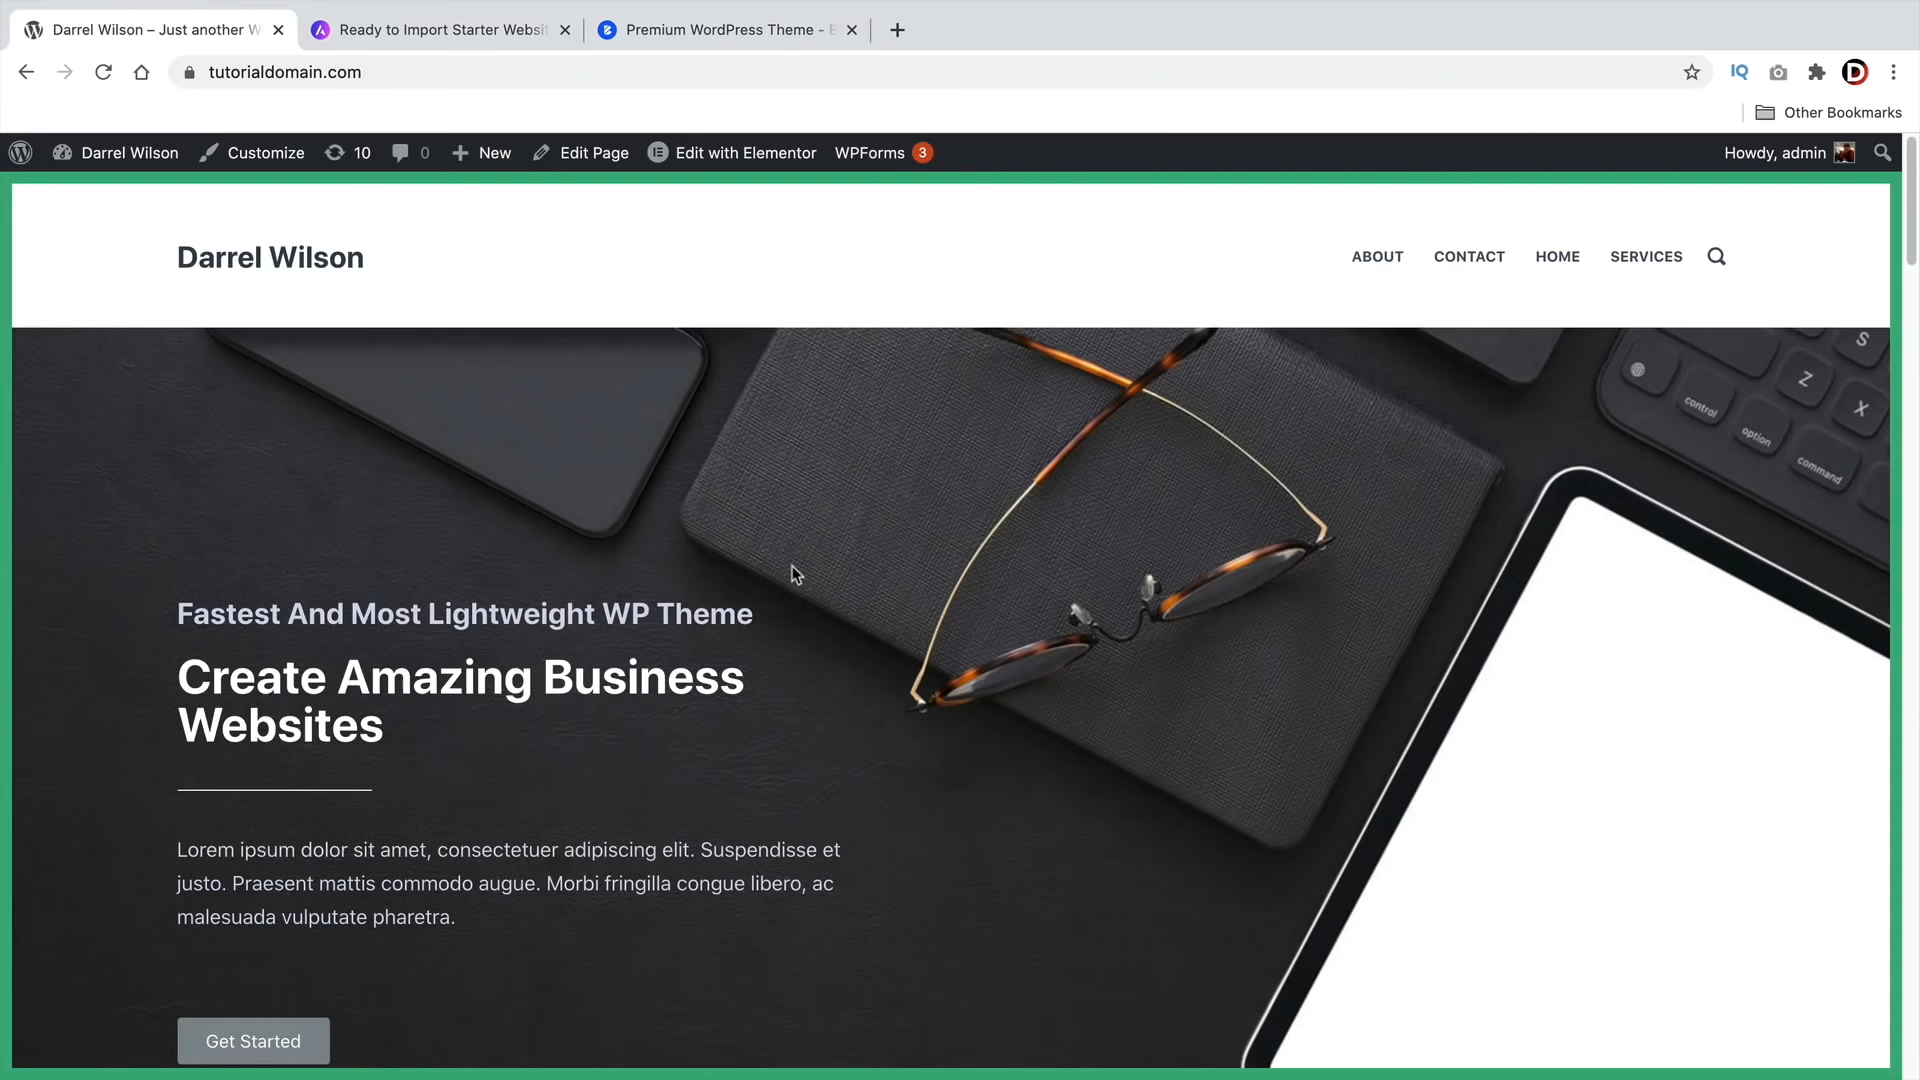 Darrel Wilson – Just another W
Ready to Import Starter Websit
Premium WordPress Theme - B
tutorialdomain.com
IQ
D
Other Bookmarks
Darrel Wilson
Customize
10
0
New
Edit Page
Edit with Elementor
WPForms 3
Howdy, admin
Darrel Wilson
ABOUT
CONTACT
HOME
SERVICES
S
Z
X
control
option
command
Fastest And Most Lightweight WP Theme
Create Amazing Business
Websites
Lorem ipsum dolor sit amet, consectetuer adipiscing elit. Suspendisse et
justo. Praesent mattis commodo augue. Morbi fringilla congue libero, ac
malesuada vulputate pharetra.
Get Started